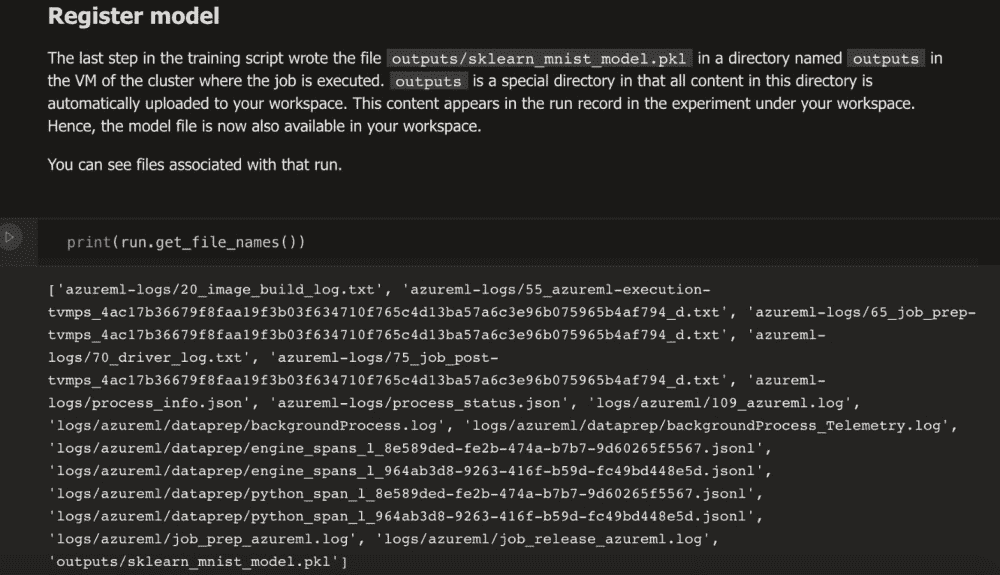 Register model
The last step in the training script wrote the file outputs/sklearn_mnist_model.pkl in a directory named outputs in
the VM of the cluster where the job is executed. outputs is a special directory in that all content in this directory is
automatically uploaded to your workspace. This content appears in the run record in the experiment under your workspace.
Hence, the model file is now also available in your workspace.
You can see files associated with that run.
print(run.get_file_names())
['azureml-logs/20_image_build_log.txt', 'azureml-logs/55_azureml-execution-
tvmps_4ac17b36679f8faa19f3b03f634710f765c4d13ba57a6c3e96b075965b4af794_d.txt', 'azureml-logs/65_job_prep-
tvmps_4ac17b36679f8faa19f3b03f634710f765c4d13ba57a6c3e96b075965b4af794_d.txt', 'azureml-
logs/70_driver_log.txt', 'azureml-logs/75_job_post-
tvmps_4ac17b36679f8faa19f3b03f634710f765c4d13ba57a6c3e96b075965b4af794_d.txt', 'azureml-
logs/process_info.json', 'azureml-logs/process_status.json', 'logs/azureml/109_azureml.log',
'logs/azureml/dataprep/backgroundProcess.log', 'logs/azureml/dataprep/backgroundProcess_Telemetry.log',
'logs/azureml/dataprep/engine_spans_l_8e589ded-fe2b-474a-b7b7-9d60265f5567.jsonl',
'logs/azureml/dataprep/engine_spans_l_964ab3d8-9263-416f-b59d-fc49bd448e5d.jsonl',
'logs/azureml/dataprep/python_span_l_8e589ded-fe2b-474a-b7b7-9d60265f5567.jsonl',
'logs/azureml/dataprep/python_span_l_964ab3d8-9263-416f-b59d-fc49bd448e5d.jsonl',
'logs/azureml/job_prep_azureml.log', 'logs/azureml/job_release_azureml.log',
'outputs/sklearn_mnist_model.pkl']